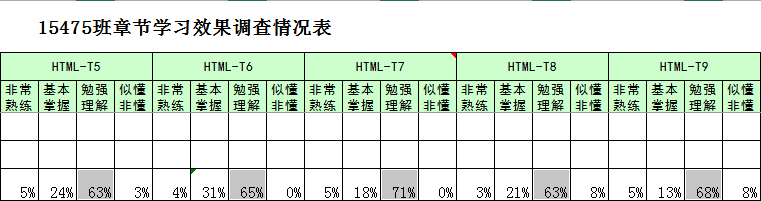 15475班章节学习效果调查情况表
HTML-T5 HTML-T6 HTML-T7 HTML-T8 HTML-T9
非常熟练 基本掌握 勉强理解 似懂非懂 非常熟练 基本掌握 勉强理解 似懂非懂 非常熟练 基本掌握 勉强理解 似懂非懂 非常熟练 基本掌握 勉强理解 似懂非懂 非常熟练 基本掌握 勉强理解 似懂非懂
5% 24% 63% 3% 4% 31% 65% 0% 5% 18% 71% 0% 3% 21% 63% 8% 5% 13% 68% 8%